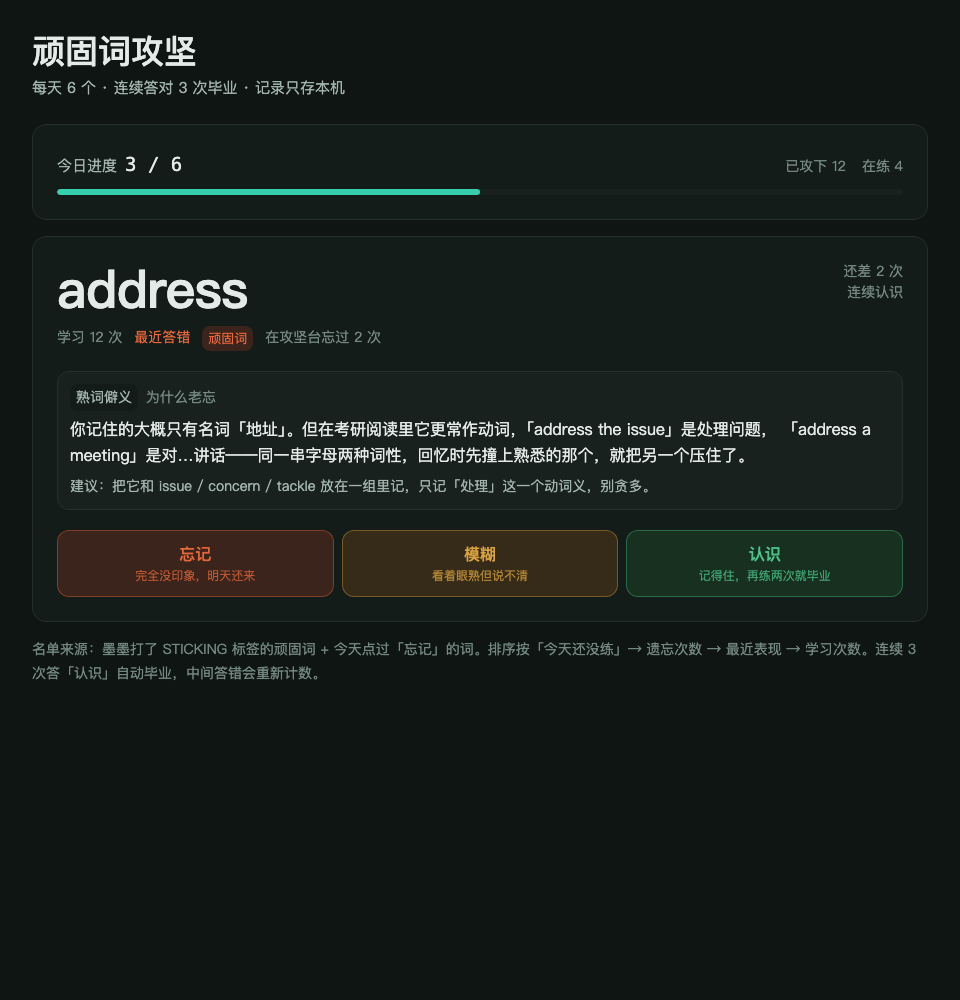 顽固词攻坚
每天 6 个 · 连续答对 3 次毕业 · 记录只存本机
今日进度 3 / 6 已攻下 12 在练 4
address
还差 2 次
连续认识
学习 12 次 最近答错 顽固词 在攻坚台忘过 2 次
熟词僻义 为什么老忘
你记住的大概只有名词「地址」。但在考研阅读里它更常作动词，「address the issue」是处理问题， 「address a
meeting」是对…讲话——同一串字母两种词性，回忆时先撞上熟悉的那个，就把另一个压住了。
建议：把它和 issue / concern / tackle 放在一组里记，只记「处理」这一个动词义，别贪多。
忘记 模糊 认识
完全没印象，明天还来 看着眼熟但说不清 记得住，再练两次就毕业
名单来源：墨墨打了 STICKING 标签的顽固词 + 今天点过「忘记」的词。排序按「今天还没练」→ 遗忘次数 → 最近表现 → 学习次数。连续 3
次答「认识」自动毕业，中间答错会重新计数。